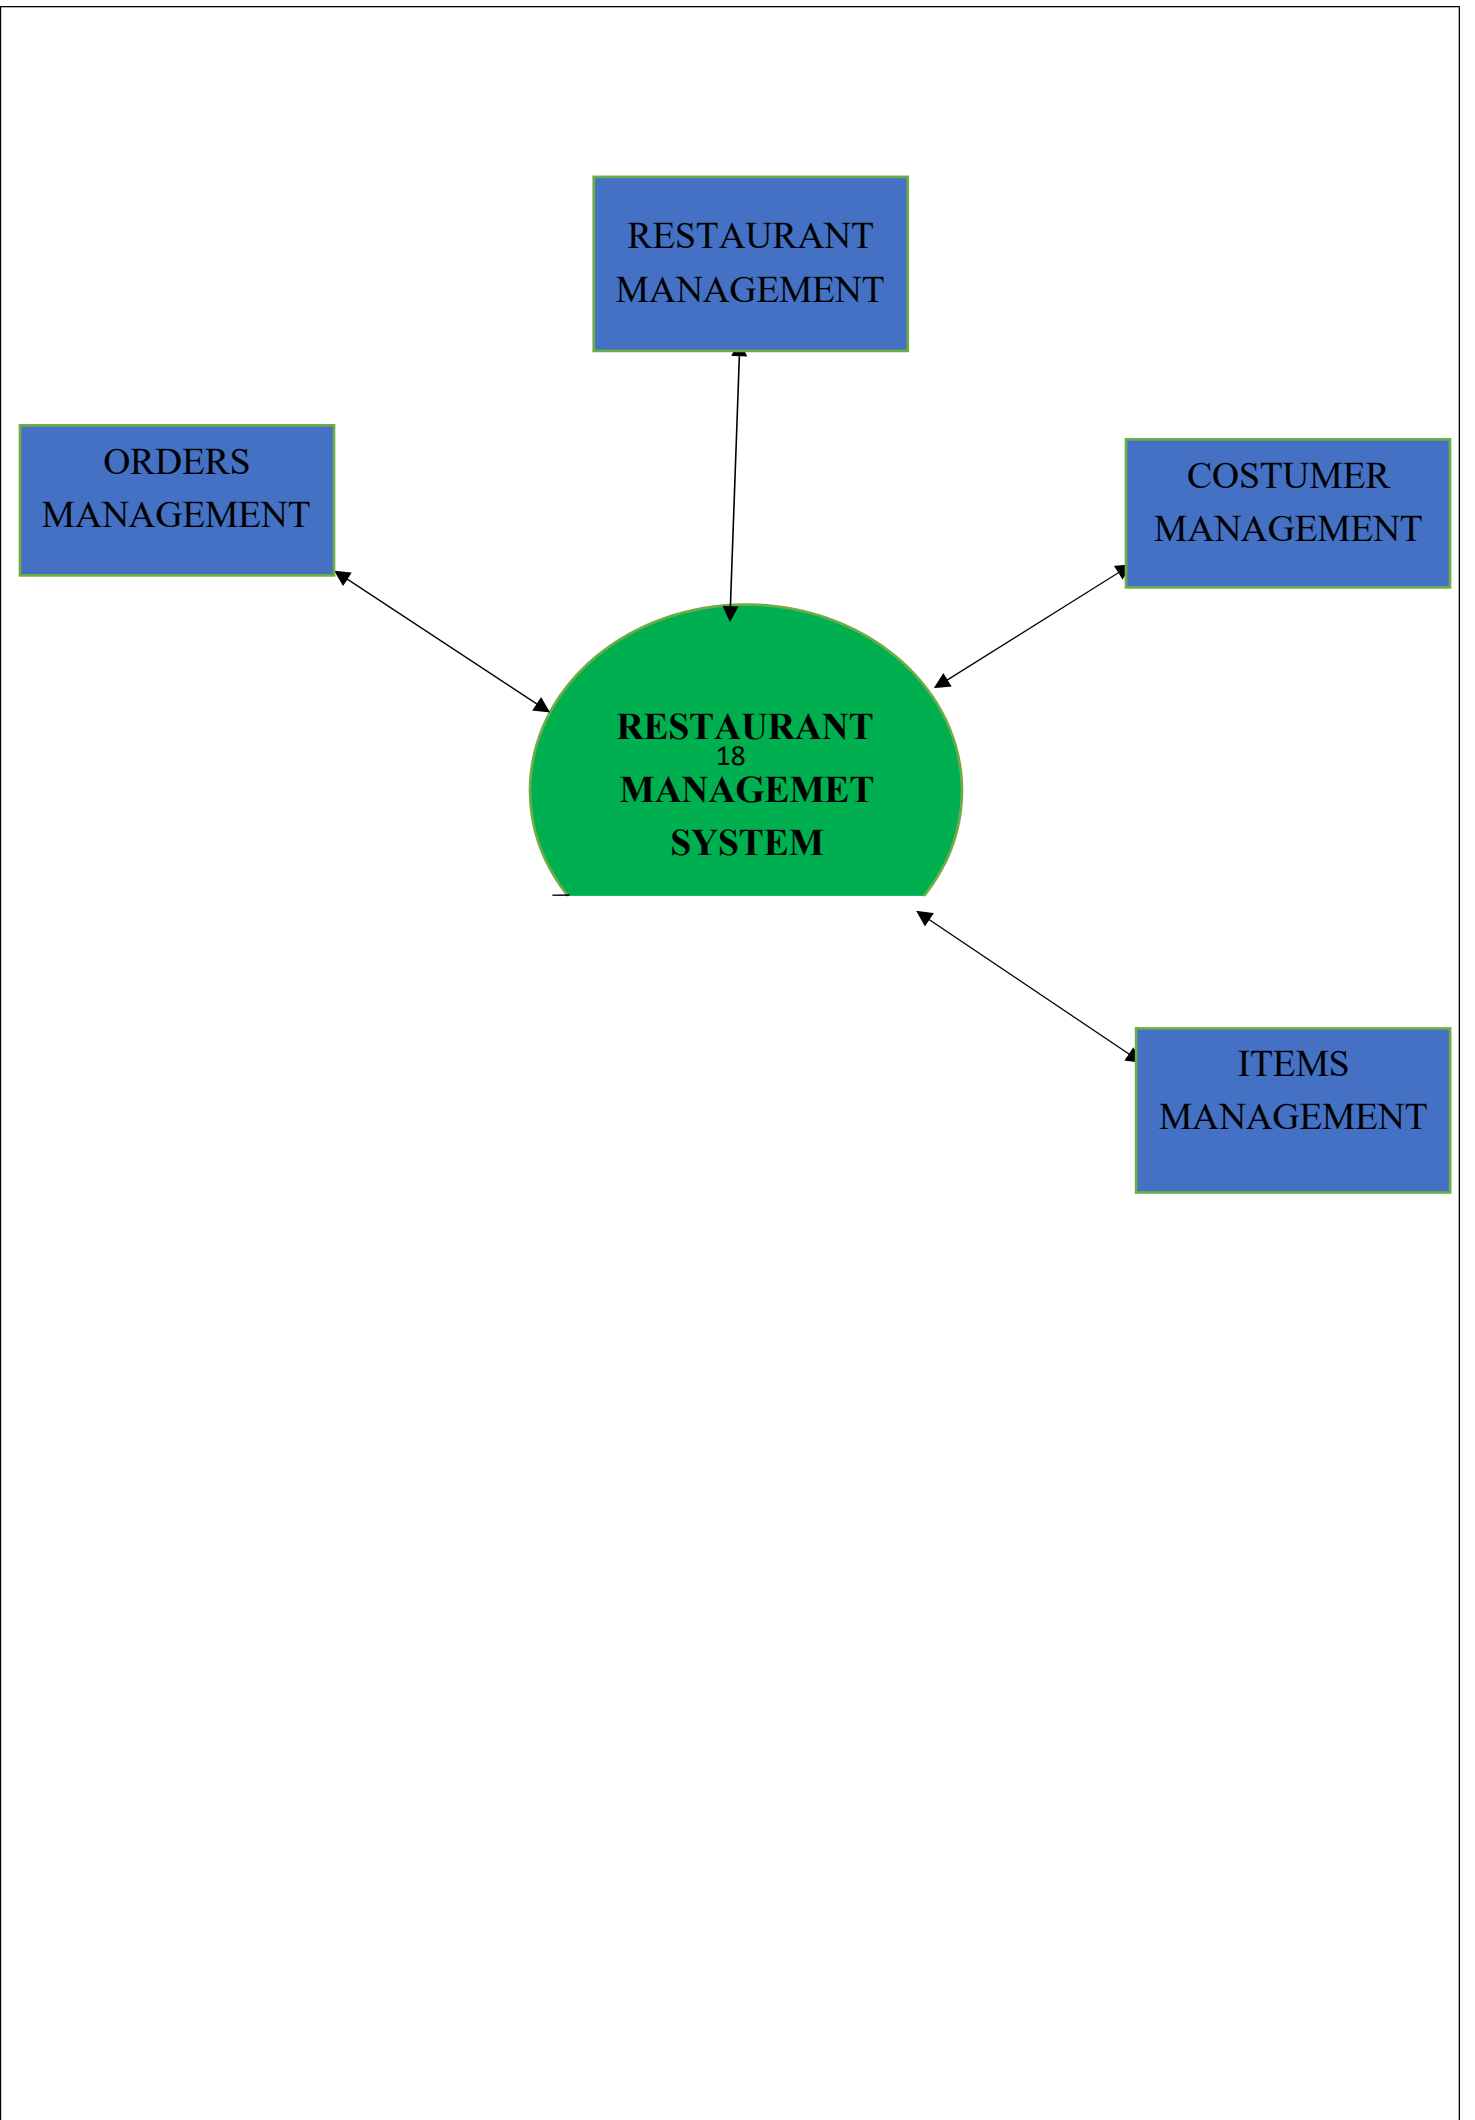 RESTAURANT
MANAGEMENT
ORDERS
MANAGEMENT
COSTUMER
MANAGEMENT
RESTAURANT
18
MANAGEMET
SYSTEM
ITEMS
MANAGEMENT